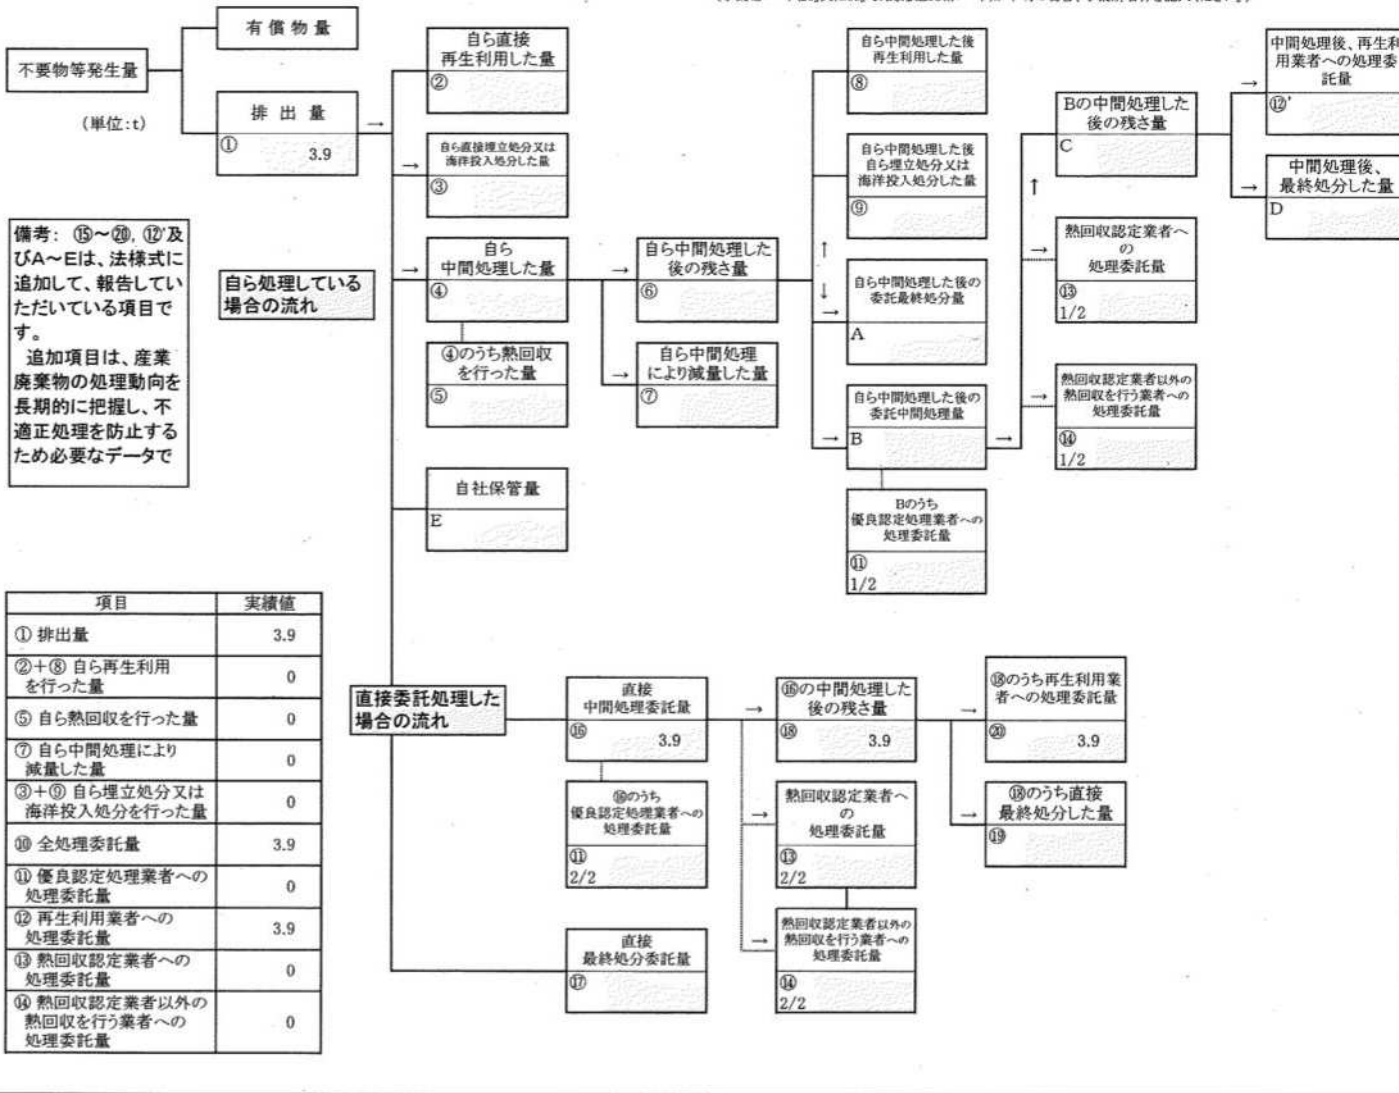 有償物量
不要物等発生量
(単位:t)
排出量
①
3.9
→
自ら直接
再生利用した量
②
→
自ら直接埋立処分又は
海洋投入処分した量
③
→
自ら
中間処理した量
④
④のうち熱回収
を行った量
⑤
自社保管量
E
→
自ら中間処理した
後の残さ量
⑥
→
自ら中間処理
により減量した量
⑦
自ら中間処理した後
再生利用した量
⑧
自ら中間処理した後
自ら埋立処分又は
海洋投入処分した量
⑨
↑
↓
→
自ら中間処理した後の
委託最終処分量
A
→
自ら中間処理した後の
委託中間処理量
B
Bのうち
優良認定処理業者への
処理委託量
⑪
1/2
→
↑
Bの中間処理した
後の残さ量
C
→
熱回収認定業者へ
の
処理委託量
⑬
1/2
→
熱回収認定業者以外の
熱回収を行う業者への
処理委託量
⑭
1/2
→
中間処理後、再生利
用業者への処理委
託量
⑫'
→
中間処理後、
最終処分した量
D
備考: ⑮~⑳, ⑫'及
びA~Eは、法様式に
追加して、報告してい
ただいている項目で
す。
追加項目は、産業
廃棄物の処理動向を
長期的に把握し、不
適正処理を防止する
ため必要なデータで
自ら処理している
場合の流れ
項目 実績値
① 排出量 3.9
②+⑧ 自ら再生利用
を行った量 0
⑤ 自ら熱回収を行った量 0
⑦ 自ら中間処理により
減量した量 0
③+⑨ 自ら埋立処分又は
海洋投入処分を行った量 0
⑩ 全処理委託量 3.9
⑪ 優良認定処理業者への
処理委託量 0
⑫ 再生利用業者への
処理委託量 3.9
⑬ 熱回収認定業者への
処理委託量 0
⑭ 熱回収認定業者以外の
熱回収を行う業者への
処理委託量 0
直接委託処理した
場合の流れ
直接
中間処理委託量
⑯
3.9
⑯のうち
優良認定処理業者への
処理委託量
⑪
2/2
直接
最終処分委託量
⑰
→
⑯の中間処理した
後の残さ量
⑱
3.9
→
熱回収認定業者へ
の
処理委託量
⑬
2/2
→
熱回収認定業者以外の
熱回収を行う業者への
処理委託量
⑭
2/2
→
⑱のうち再生利用業
者への処理委託量
⑳
3.9
→
⑱のうち直接
最終処分した量
⑲